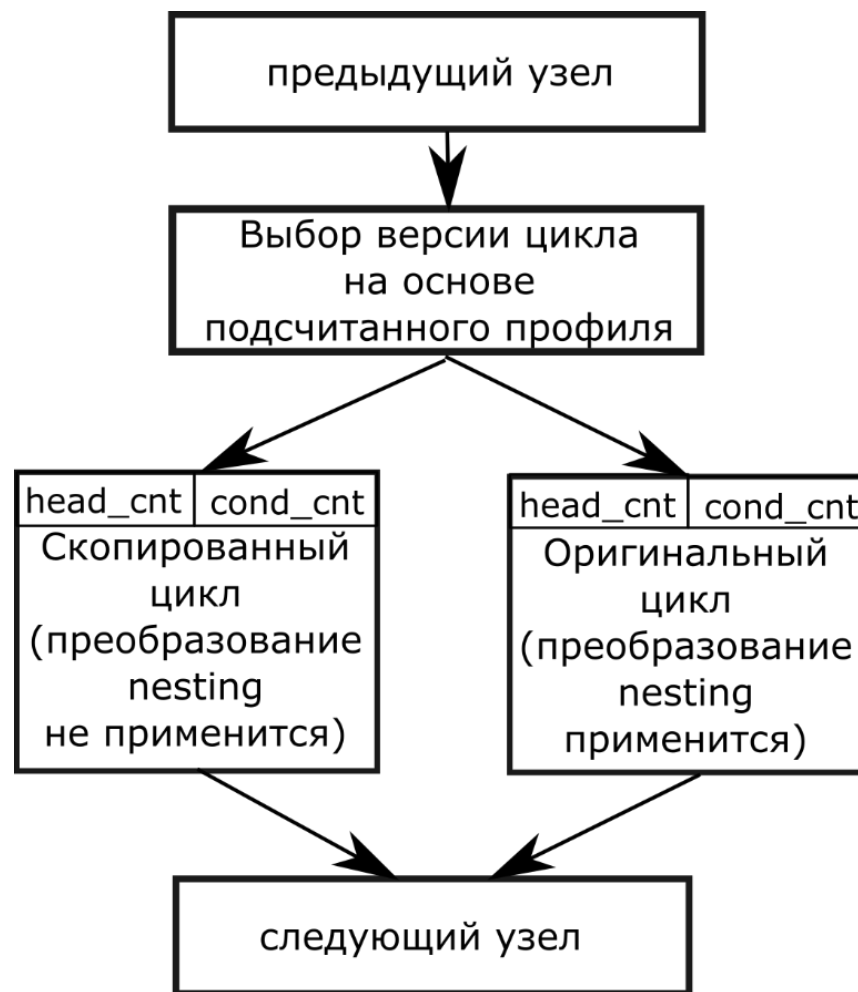 предыдущий узел
Выбор версии цикла
на основе
подсчитанного профиля
head_cnt cond_cnt
Скопированный
цикл
(преобразование
nesting
не применится)
head_cnt cond_cnt
Оригинальный
цикл
(преобразование
nesting
применится)
следующий узел